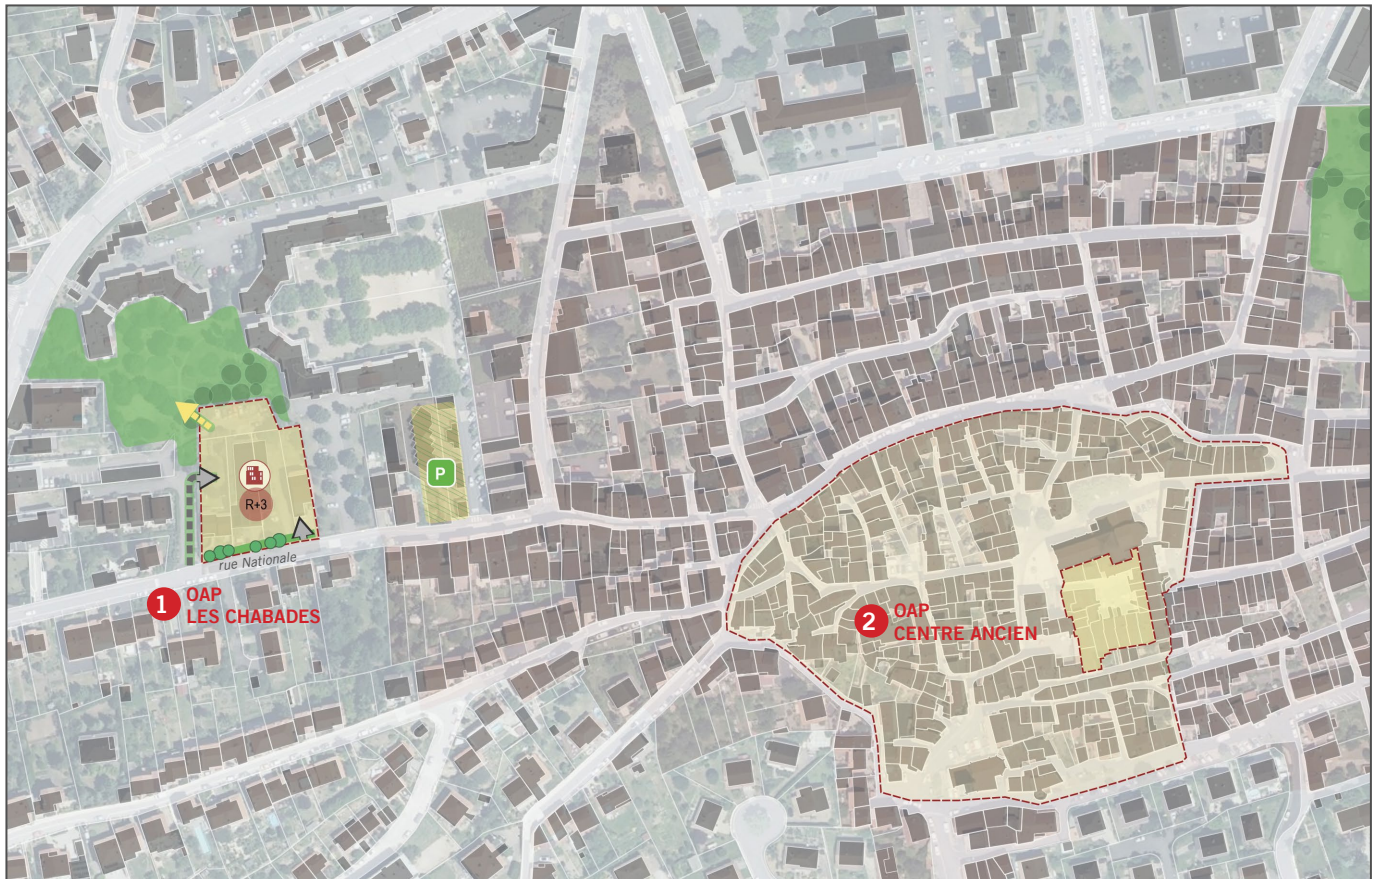 P
R+3
rue Nationale
1
OAP
LES CHABADES
2
OAP
CENTRE ANCIEN